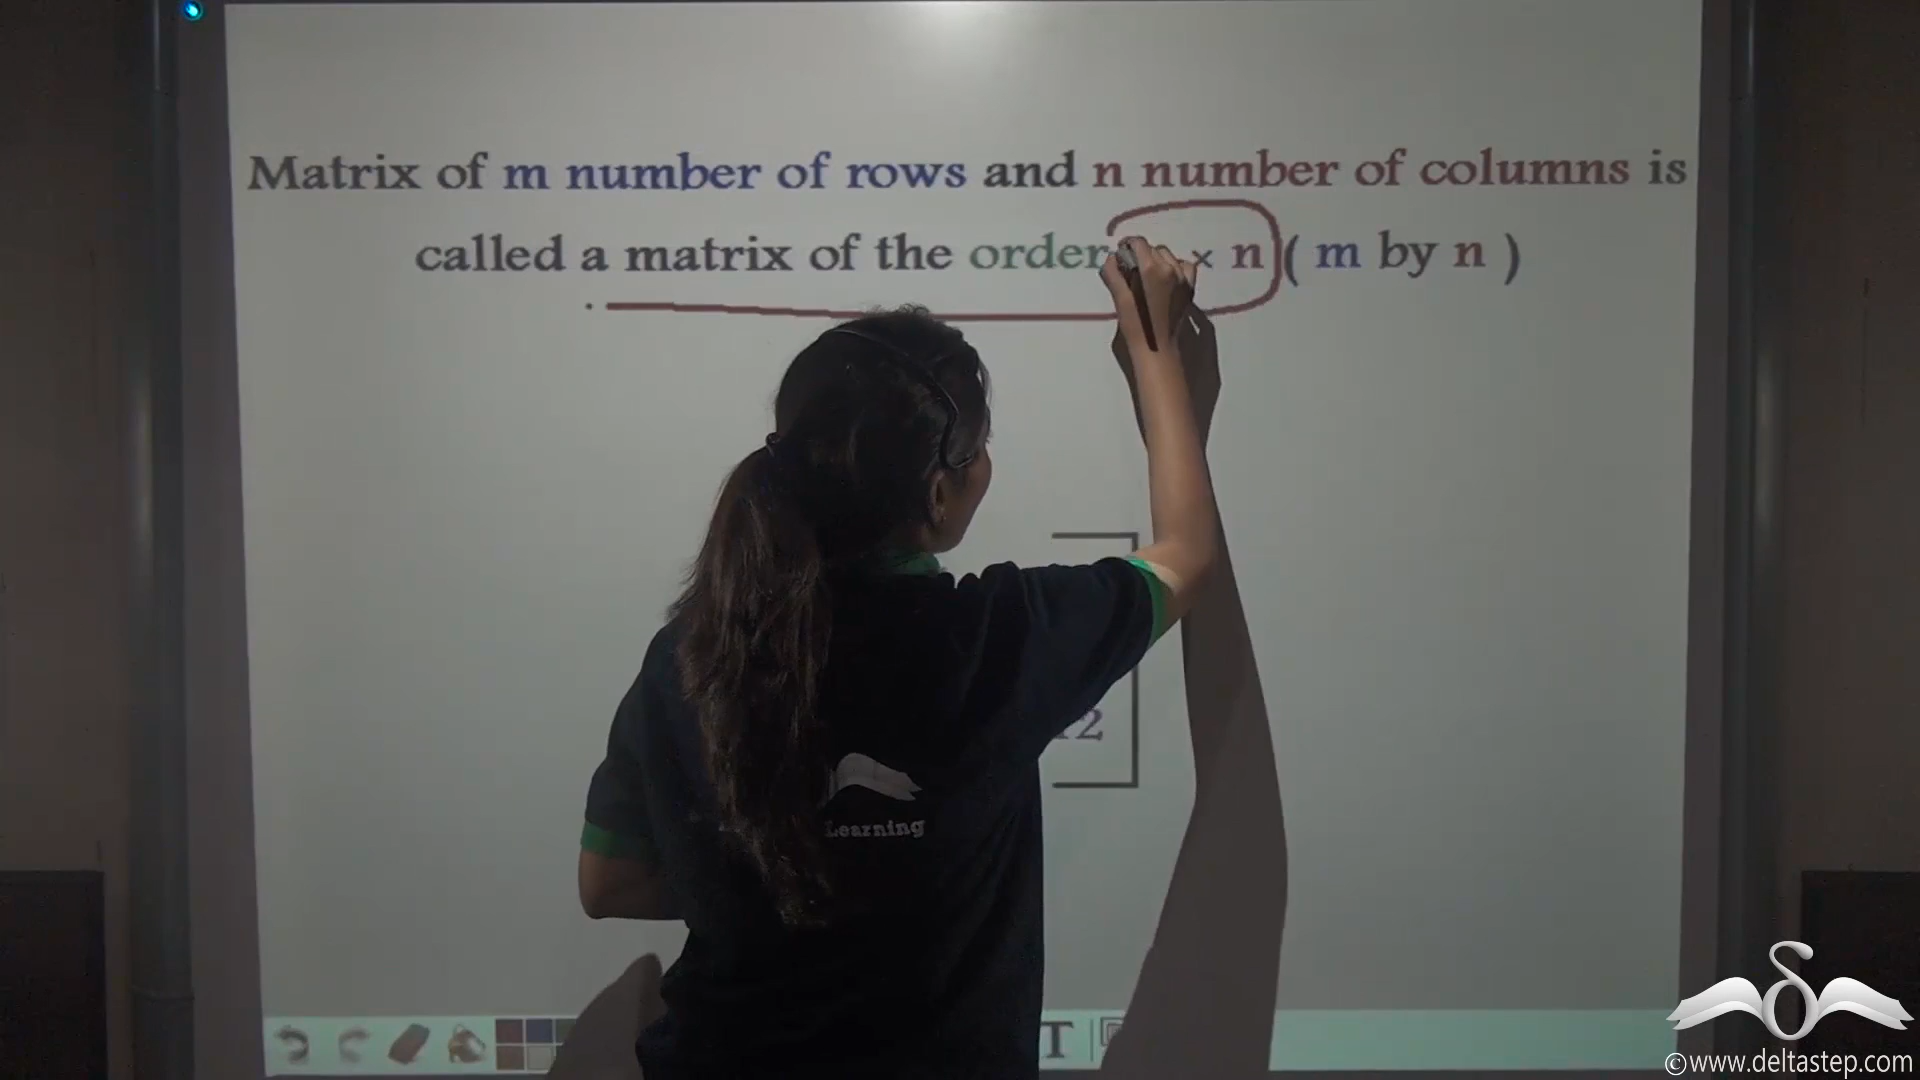 Matrix of m number of rows and n number of columns is
called a matrix of the order × n ( m by n )
12
Learning
T
©www.deltastep.com